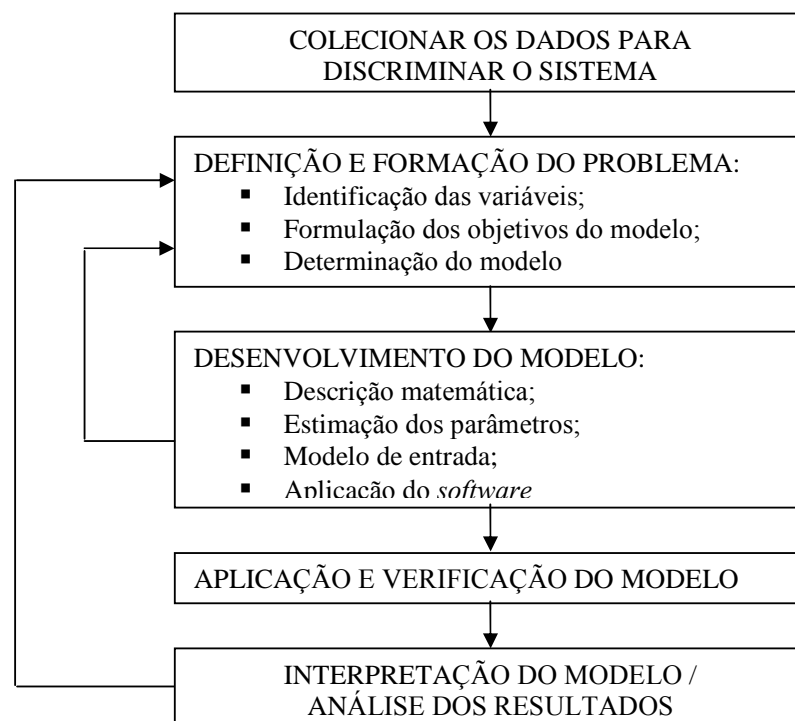 COLECIONAR OS DADOS PARA
DISCRIMINAR O SISTEMA
DEFINIÇÃO E FORMAÇÃO DO PROBLEMA:
▪ Identificação das variáveis;
▪ Formulação dos objetivos do modelo;
▪ Determinação do modelo
DESENVOLVIMENTO DO MODELO:
▪ Descrição matemática;
▪ Estimação dos parâmetros;
▪ Modelo de entrada;
▪ Aplicação do software
APLICAÇÃO E VERIFICAÇÃO DO MODELO
INTERPRETAÇÃO DO MODELO /
ANÁLISE DOS RESULTADOS